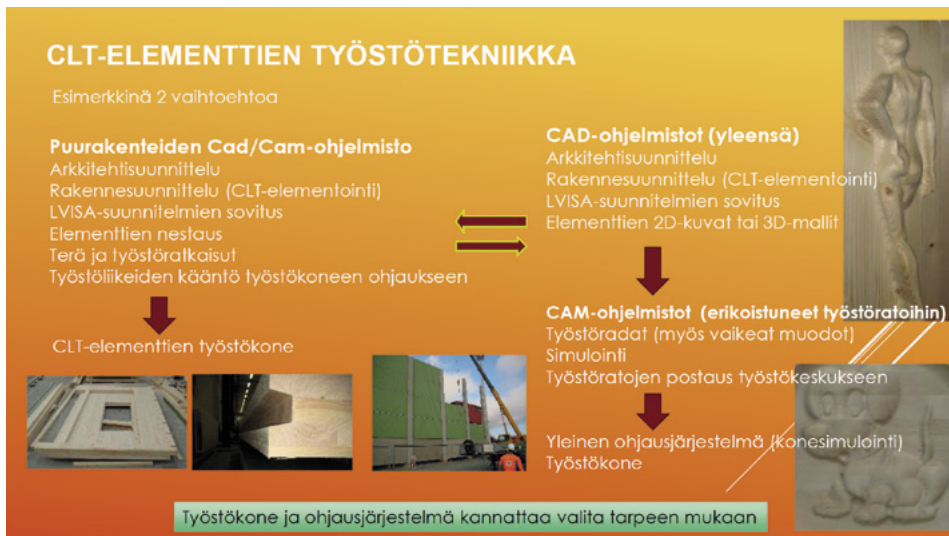 CLT-ELEMENTTIEN TYÖSTÖTEKNIIKKA
Esimerkkinä 2 vaihtoehtoa
Puurakenteiden Cad/Cam-ohjelmisto
Arkkitehtisuunnittelu
Rakennesuunnittelu (CLT-elementointi)
LVISA-suunnitelmien sovitus
Elementtien nestaus
Terä ja työstöratkaisut
Työstöliikeiden kääntö työstökoneen ohjaukseen
CLT-elementtien työstökone
CAD-ohjelmistot (yleensä)
Arkkitehtisuunnittelu
Rakennesuunnittelu (CLT-elementointi)
LVISA-suunnitelmien sovitus
Elementtien 2D-kuvat tai 3D-mallit
CAM-ohjelmistot (erikoistuneet työstöratoihin)
Työstöradat (myös vaikeat muodot)
Simulointi
Työstöratojen postaus työstökeskukseen
Yleinen ohjausjärjestelmä (konesimulointi)
Työstökone
Työstökone ja ohjausjärjestelmä kannattaa valita tarpeen mukaan